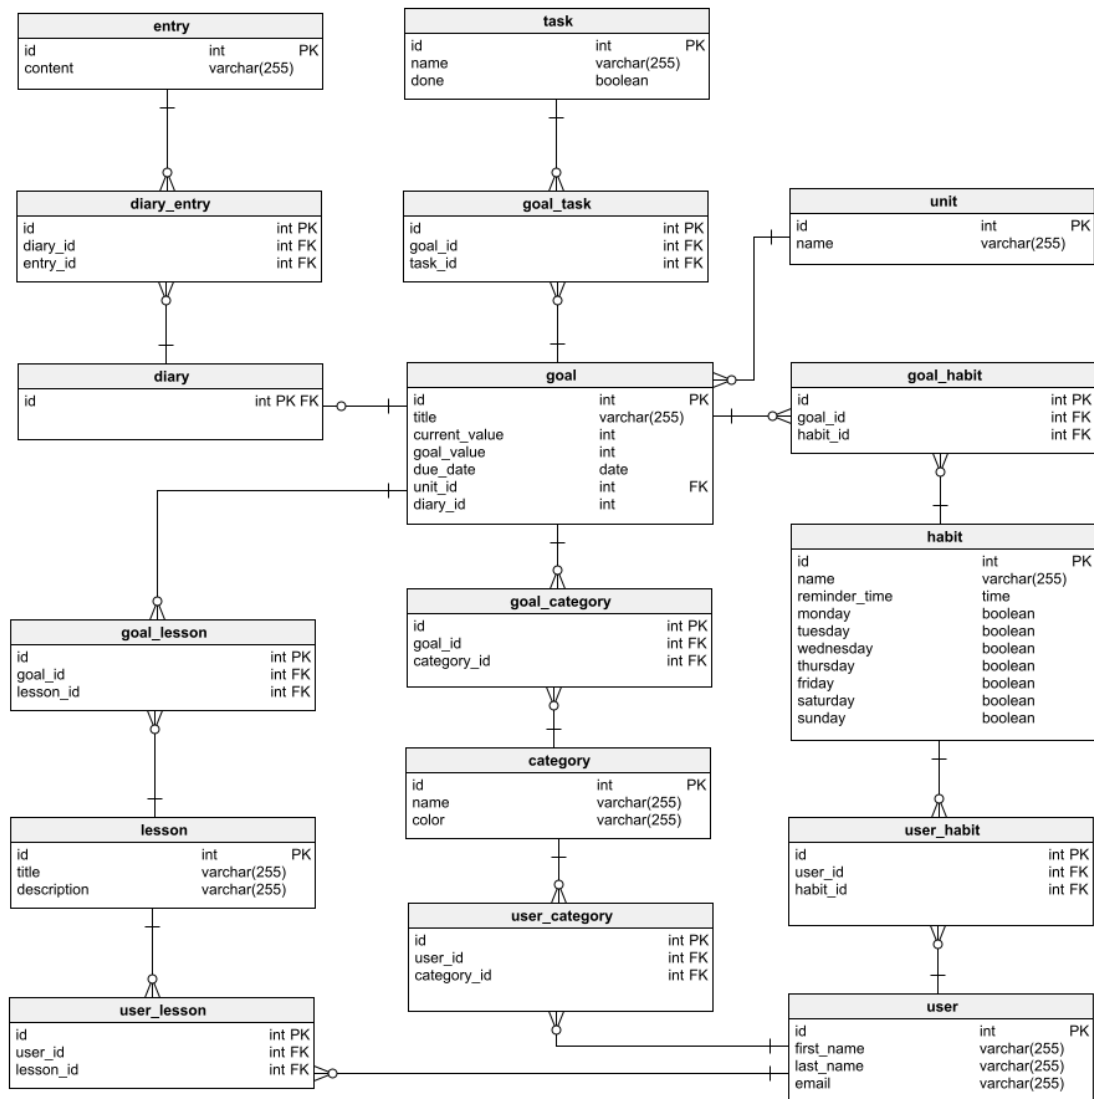 entry
id int PK
content varchar(255)
task
id int PK
name varchar(255)
done boolean
diary_entry
id int PK
diary_id int FK
entry_id int FK
goal_task
id int PK
goal_id int FK
task_id int FK
unit
id int PK
name varchar(255)
diary
id int PK FK
goal
id int PK
title varchar(255)
current_value int
goal_value int
due_date date
unit_id int FK
diary_id int
goal_habit
id int PK
goal_id int FK
habit_id int FK
habit
id int PK
name varchar(255)
reminder_time time
monday boolean
tuesday boolean
wednesday boolean
thursday boolean
friday boolean
saturday boolean
sunday boolean
goal_lesson
id int PK
goal_id int FK
lesson_id int FK
goal_category
id int PK
goal_id int FK
category_id int FK
category
id int PK
name varchar(255)
color varchar(255)
lesson
id int PK
title varchar(255)
description varchar(255)
user_habit
id int PK
user_id int FK
habit_id int FK
user_category
id int PK
user_id int FK
category_id int FK
user_lesson
id int PK
user_id int FK
lesson_id int FK
user
id int PK
first_name varchar(255)
last_name varchar(255)
email varchar(255)